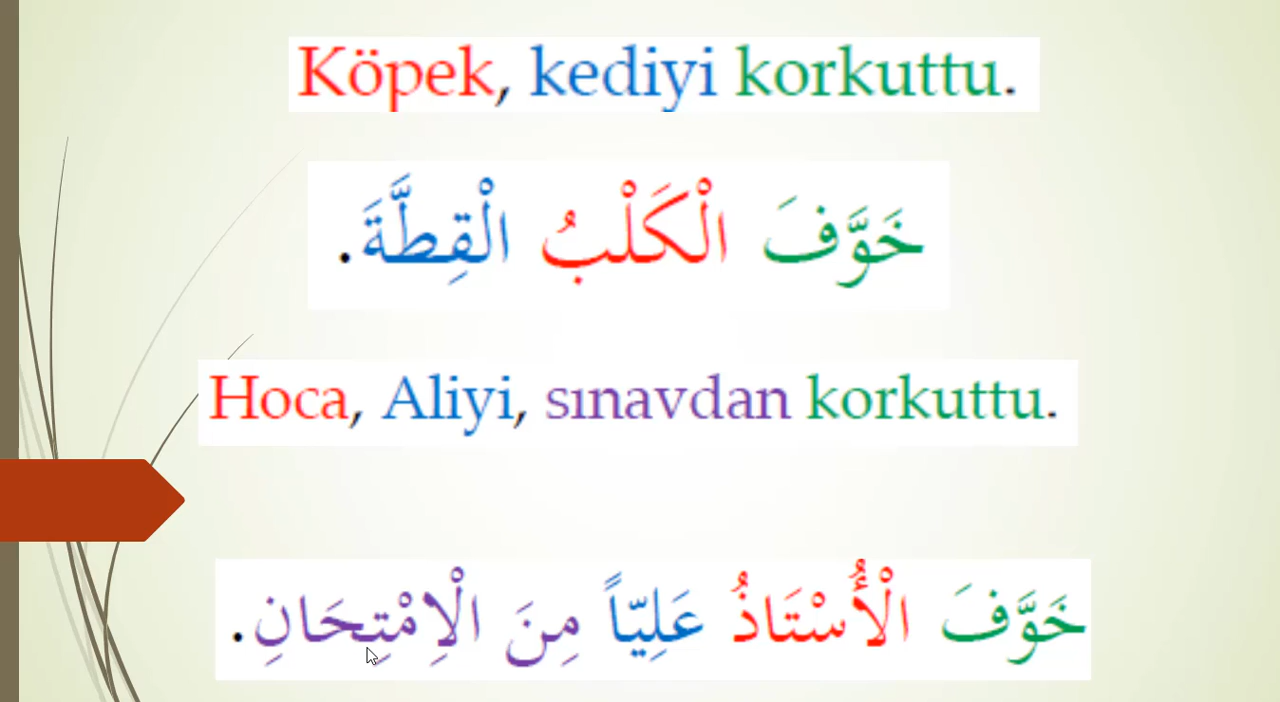 Köpek, kediyi korkuttu.
خَوَّفَ الْكَلْبُ الْقِطَّةَ.
Hoca, Aliyi, sınavdan korkuttu.
خَوَّفَ الْأُسْتَاذُ عَلِيّاً مِنَ الْاِمْتِحَانِ.